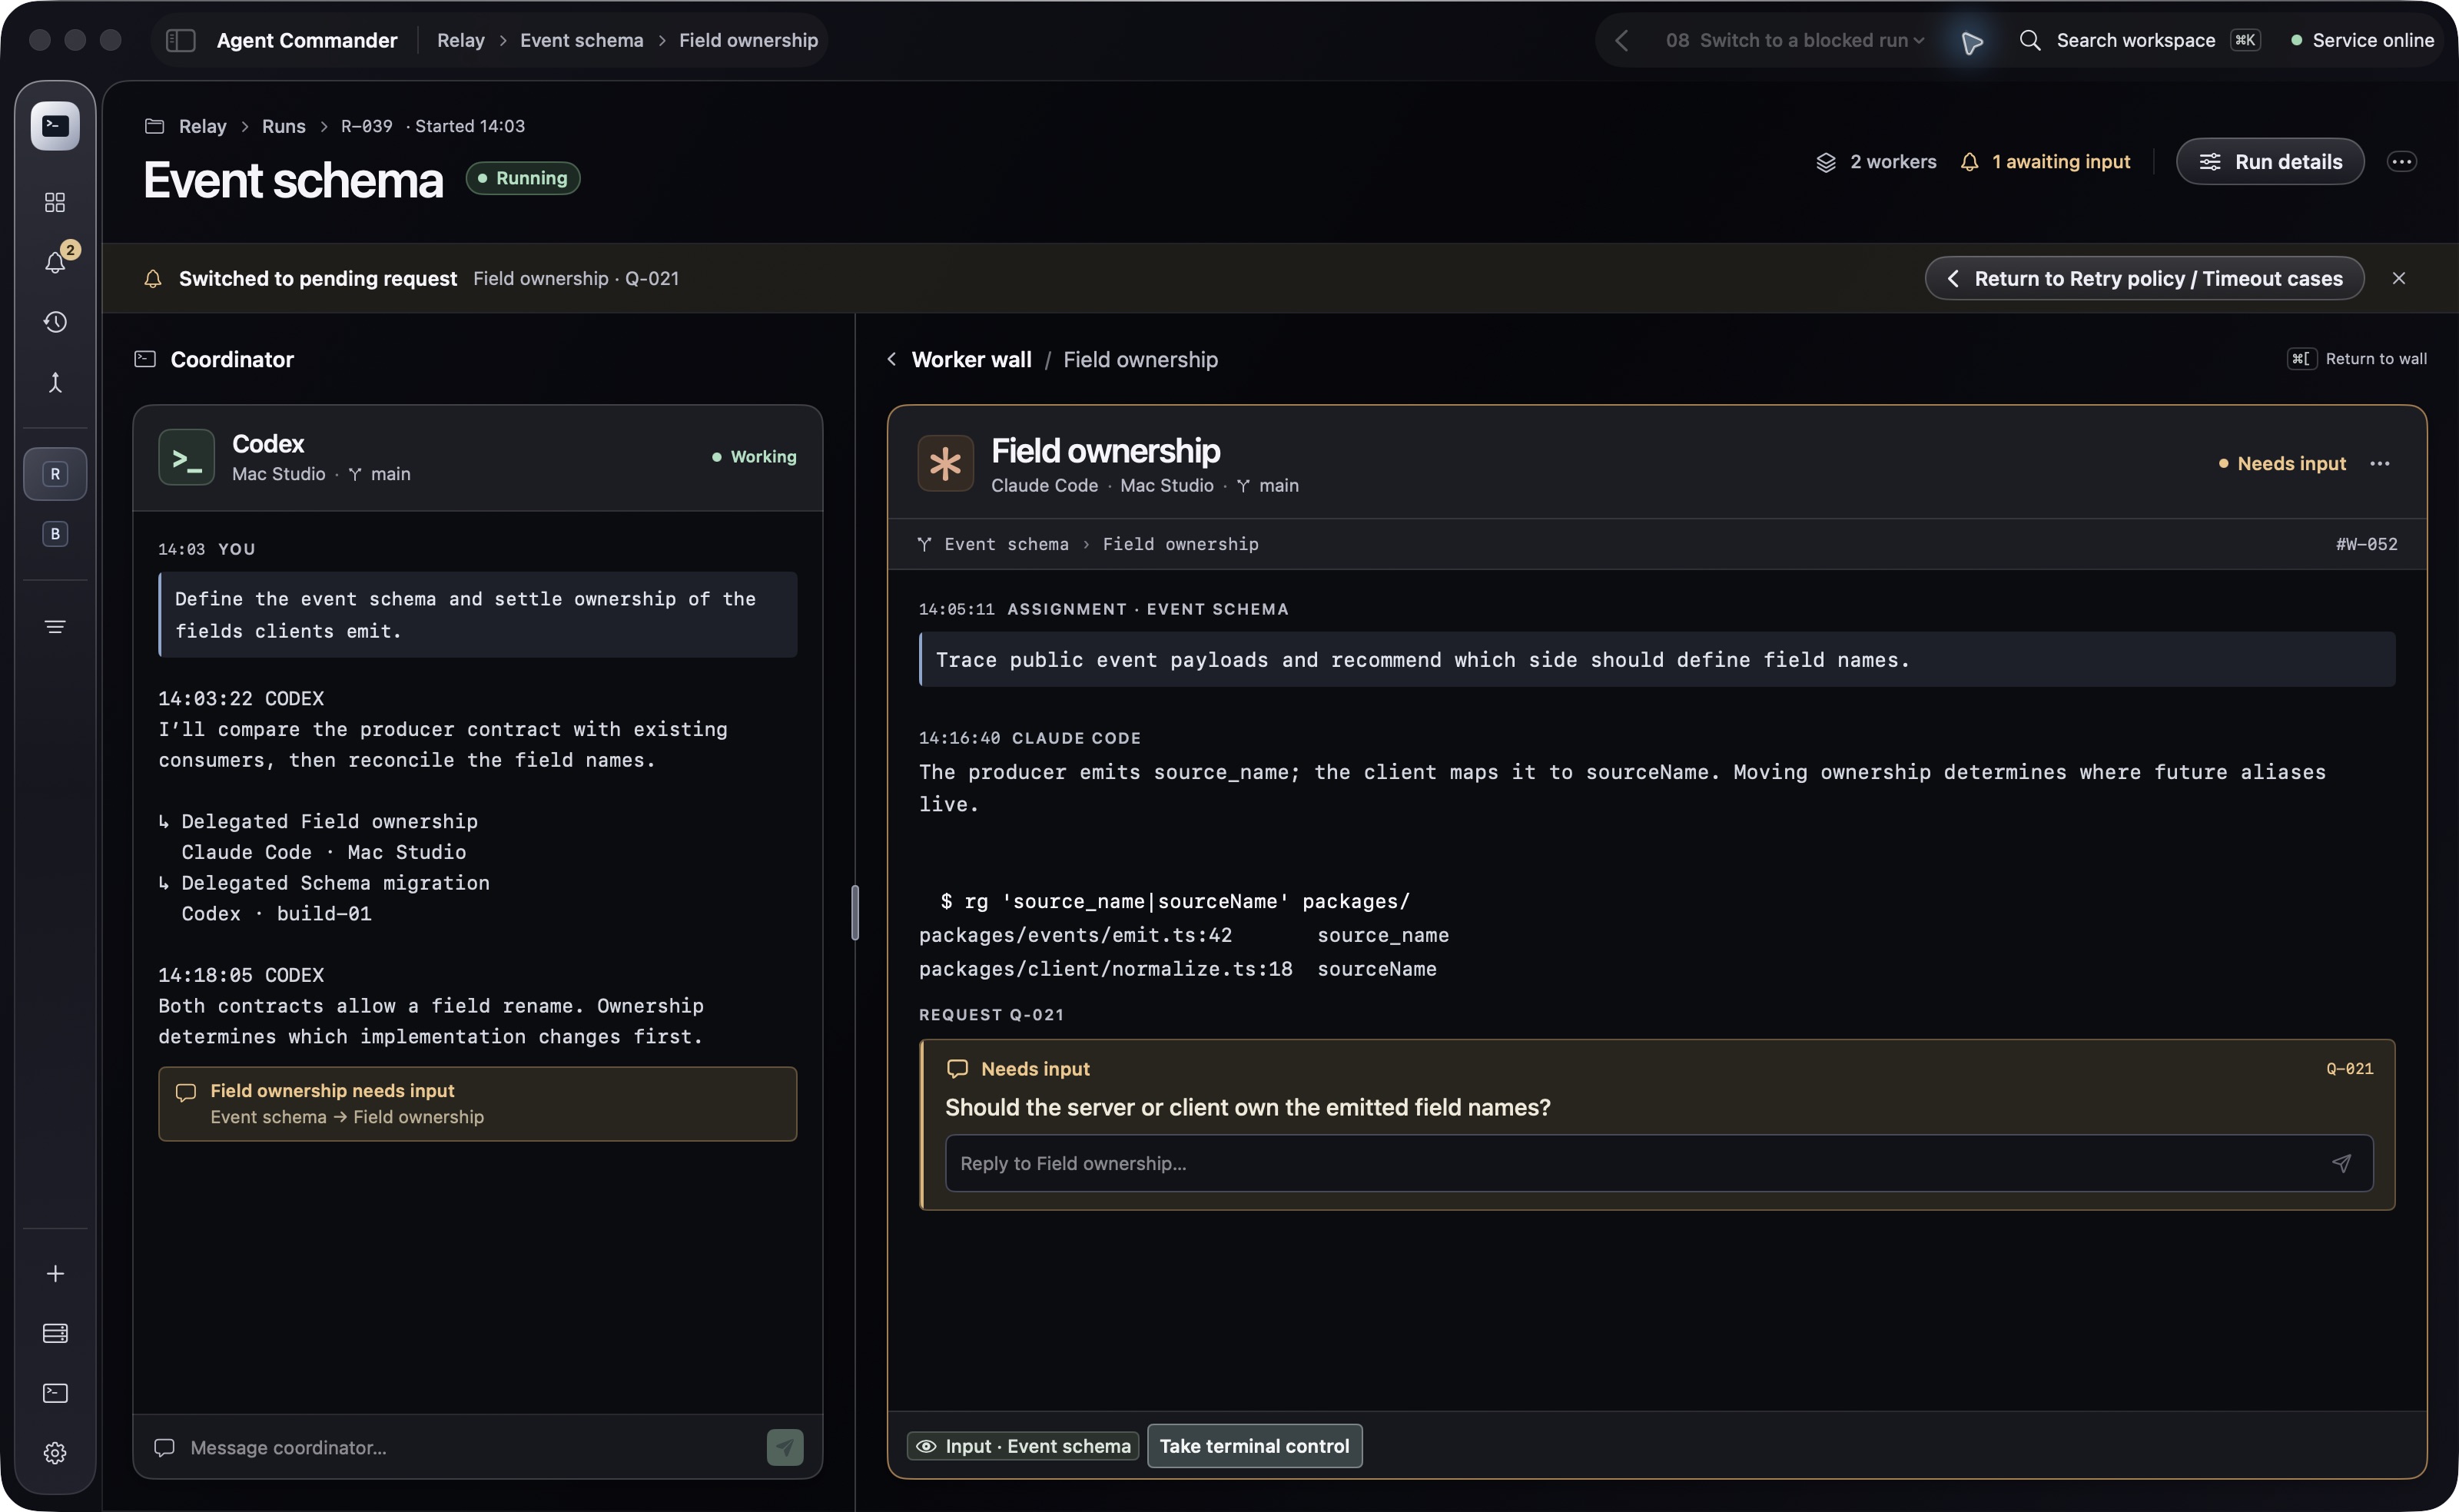 Agent Commander
Relay > Event schema > Field ownership
08 Switch to a blocked run
Search workspace ⌘K
Service online
Relay > Runs > R-039 · Started 14:03
Event schema
Running
2 workers
1 awaiting input
Run details
2
Switched to pending request Field ownership · Q-021
Return to Retry policy / Timeout cases
R
B
Coordinator
Codex
Mac Studio · main
Working
14:03 YOU
Define the event schema and settle ownership of the
fields clients emit.
14:03:22 CODEX
I’ll compare the producer contract with existing
consumers, then reconcile the field names.
↳ Delegated Field ownership
Claude Code · Mac Studio
↳ Delegated Schema migration
Codex · build-01
14:18:05 CODEX
Both contracts allow a field rename. Ownership
determines which implementation changes first.
Field ownership needs input
Event schema → Field ownership
Message coordinator...
Worker wall / Field ownership
⌘[ Return to wall
Field ownership
Claude Code · Mac Studio · main
Needs input
Event schema › Field ownership
#W-052
14:05:11 ASSIGNMENT · EVENT SCHEMA
Trace public event payloads and recommend which side should define field names.
14:16:40 CLAUDE CODE
The producer emits source_name; the client maps it to sourceName. Moving ownership determines where future aliases
live.
$ rg 'source_name|sourceName' packages/
packages/events/emit.ts:42 source_name
packages/client/normalize.ts:18 sourceName
REQUEST Q-021
Needs input
Q-021
Should the server or client own the emitted field names?
Reply to Field ownership...
Input · Event schema
Take terminal control